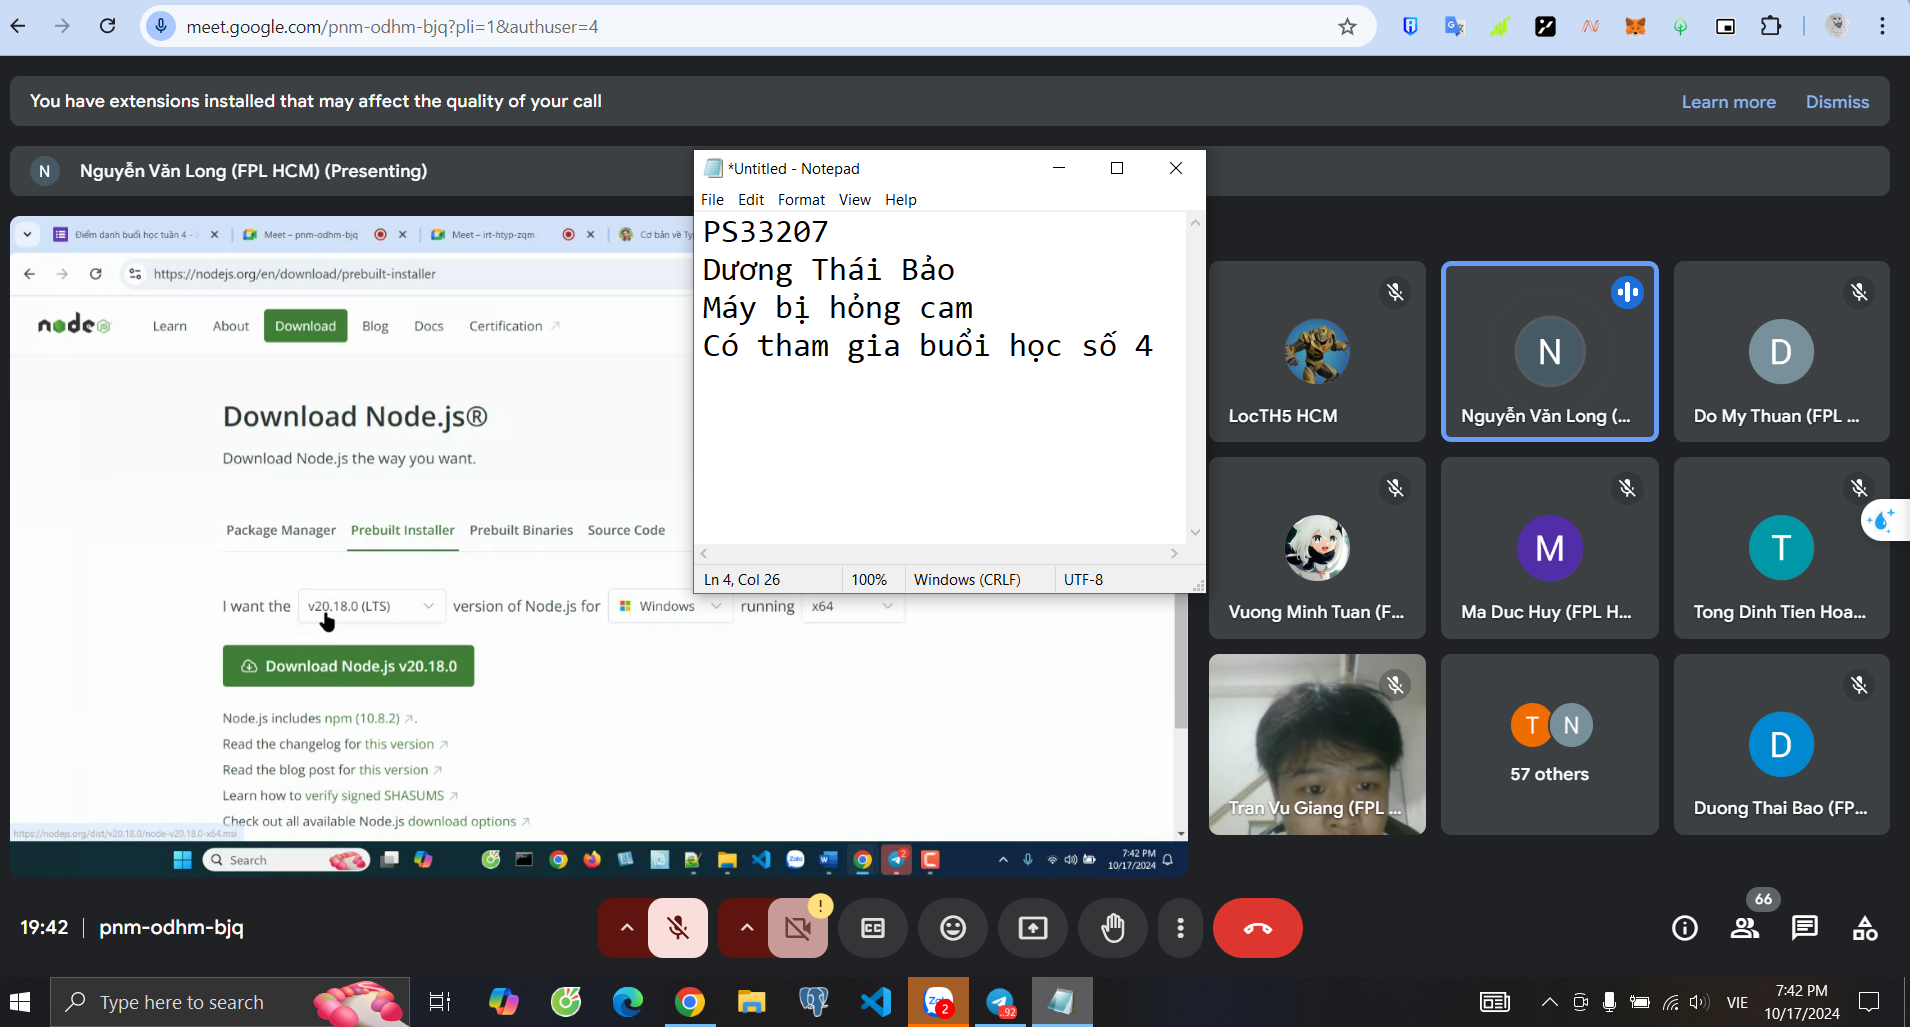 meet.google.com/pnm-odhm-bjq?pli=1&authuser=4
You have extensions installed that may affect the quality of your call
Learn more
Dismiss
N
Nguyễn Văn Long (FPL HCM) (Presenting)
*Untitled - Notepad
File Edit Format View Help
PS33207
Dương Thái Bảo
Máy bị hỏng cam
Có tham gia buổi học số 4
Ln 4, Col 26
100%
Windows (CRLF)
UTF-8
Điểm danh buổi học tuần 4 -
Meet – pnm-odhm-bjq
Meet – irt-htyp-zqm
Cơ bản về Ty
https://nodejs.org/en/download/prebuilt-installer
node
Learn
About
Download
Blog
Docs
Certification
Download Node.js®
Download Node.js the way you want.
Package Manager
Prebuilt Installer
Prebuilt Binaries
Source Code
I want the v20.18.0 (LTS) version of Node.js for Windows running x64
Download Node.js v20.18.0
Node.js includes npm (10.8.2).
Read the changelog for this version
Read the blog post for this version
Learn how to verify signed SHASUMS
Check out all available Node.js download options
https://nodejs.org/dist/v20.18.0/node-v20.18.0-x64.msi
Search
Zalo
2
7:42 PM
10/17/2024
LocTH5 HCM
N
Nguyễn Văn Long (...
D
Do My Thuan (FPL ...
Vuong Minh Tuan (F...
M
Ma Duc Huy (FPL H...
T
Tong Dinh Tien Hoa...
Tran Vu Giang (FPL ...
T N
57 others
D
Duong Thai Bao (FP...
19:42
pnm-odhm-bjq
!
CC
66
Type here to search
2
92
VIE
7:42 PM
10/17/2024